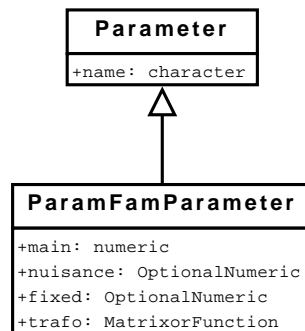 Parameter
+name: character
ParamFamParameter
+main: numeric
+nuisance: OptionalNumeric
+fixed: OptionalNumeric
+trafo: MatrixorFunction